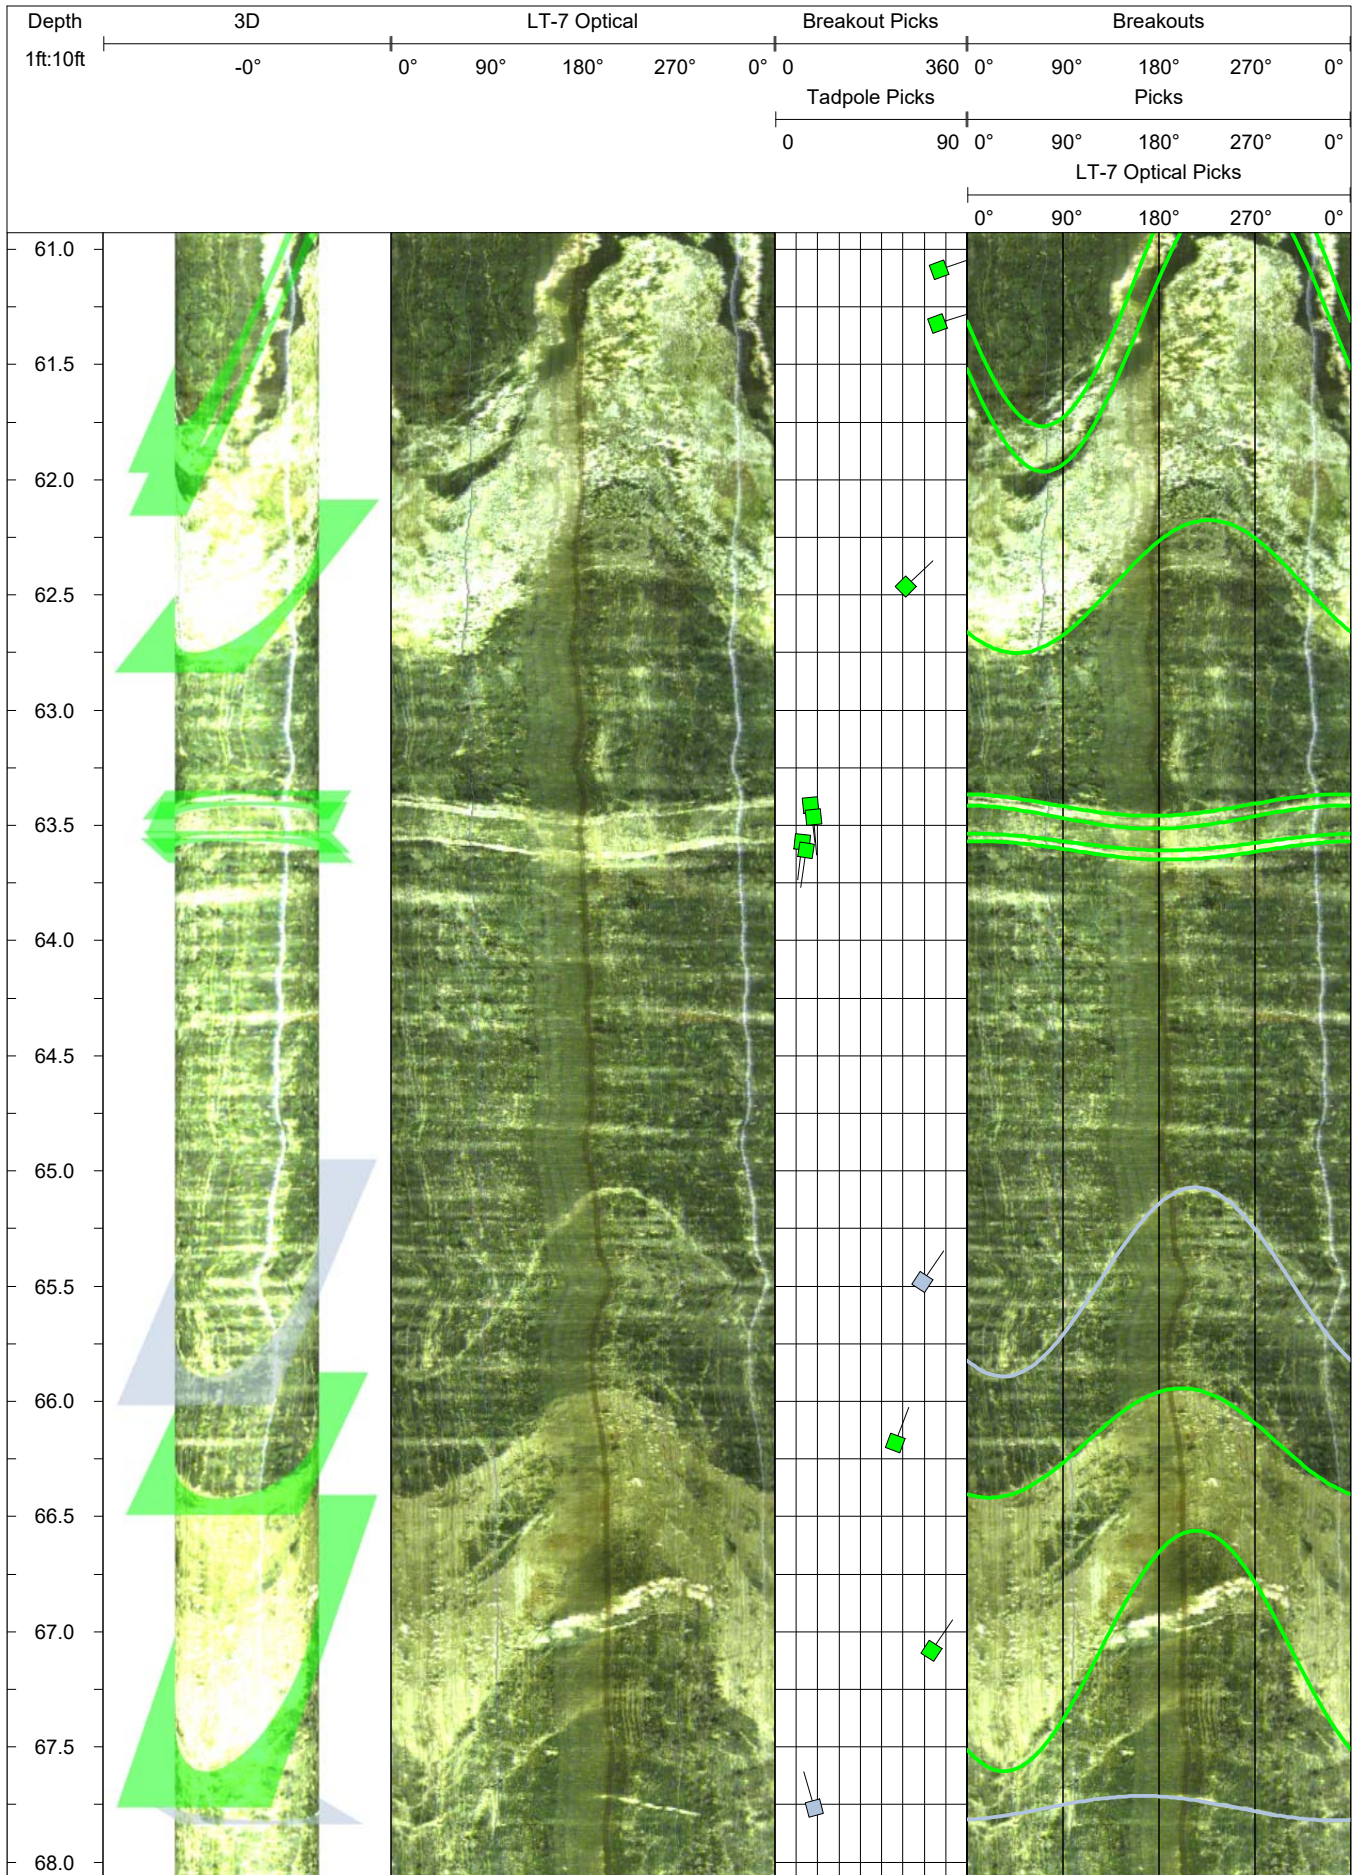 Depth 3D LT-7 Optical Breakout Picks Breakouts
1ft:10ft -0° 0° 90° 180° 270° 0° 0 360 0° 90° 180° 270° 0°
Tadpole Picks Picks
0 90 0° 90° 180° 270° 0°
LT-7 Optical Picks
0° 90° 180° 270° 0°
61.0
61.5
62.0
62.5
63.0
63.5
64.0
64.5
65.0
65.5
66.0
66.5
67.0
67.5
68.0